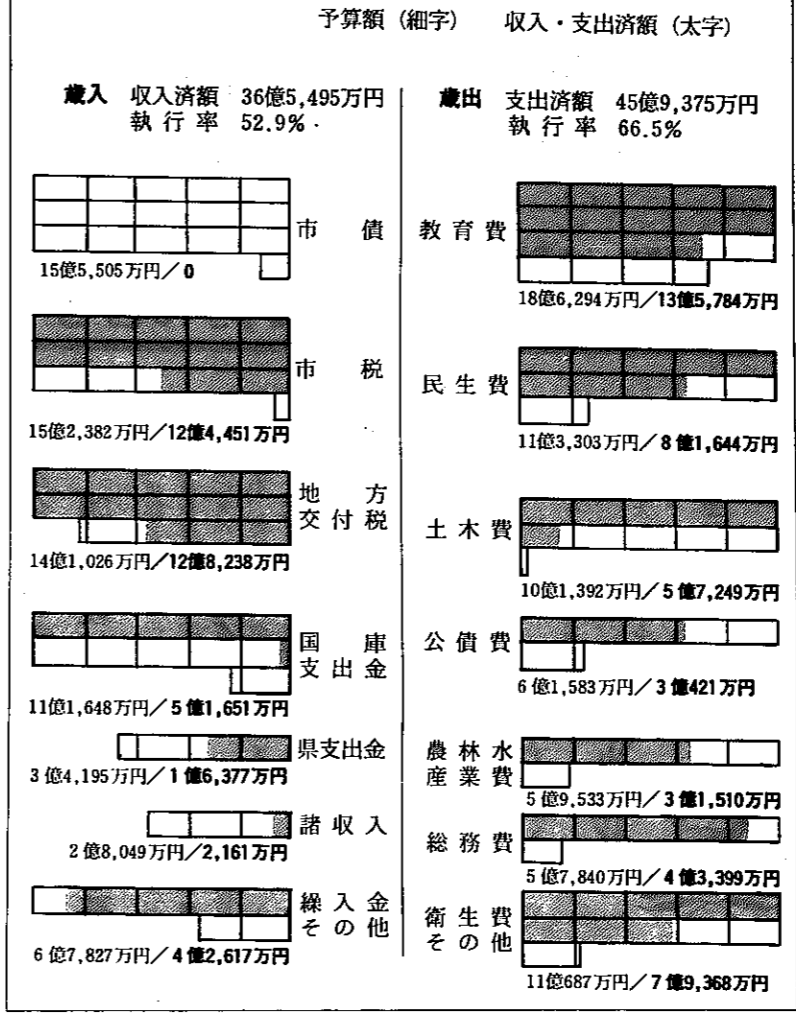 予算額（細字）　収入・支出済額（太字）
歳入　収入済額　36億5,495万円
執行率　52.9%
市債
15億5,505万円／0
市税
15億2,382万円／12億4,451万円
地方
交付税
14億1,026万円／12億8,238万円
国庫
支出金
11億1,648万円／5億1,651万円
県支出金
3億4,195万円／1億6,377万円
諸収入
2億8,049万円／2,161万円
繰入金
その他
6億7,827万円／4億2,617万円
歳出　支出済額　45億9,375万円
執行率　66.5%
教育費
18億6,294万円／13億5,784万円
民生費
11億3,303万円／8億1,644万円
土木費
10億1,392万円／5億7,249万円
公債費
6億1,583万円／3億421万円
農林水
産業費
5億9,533万円／3億1,510万円
総務費
5億7,840万円／4億3,399万円
衛生費
その他
11億687万円／7億9,368万円